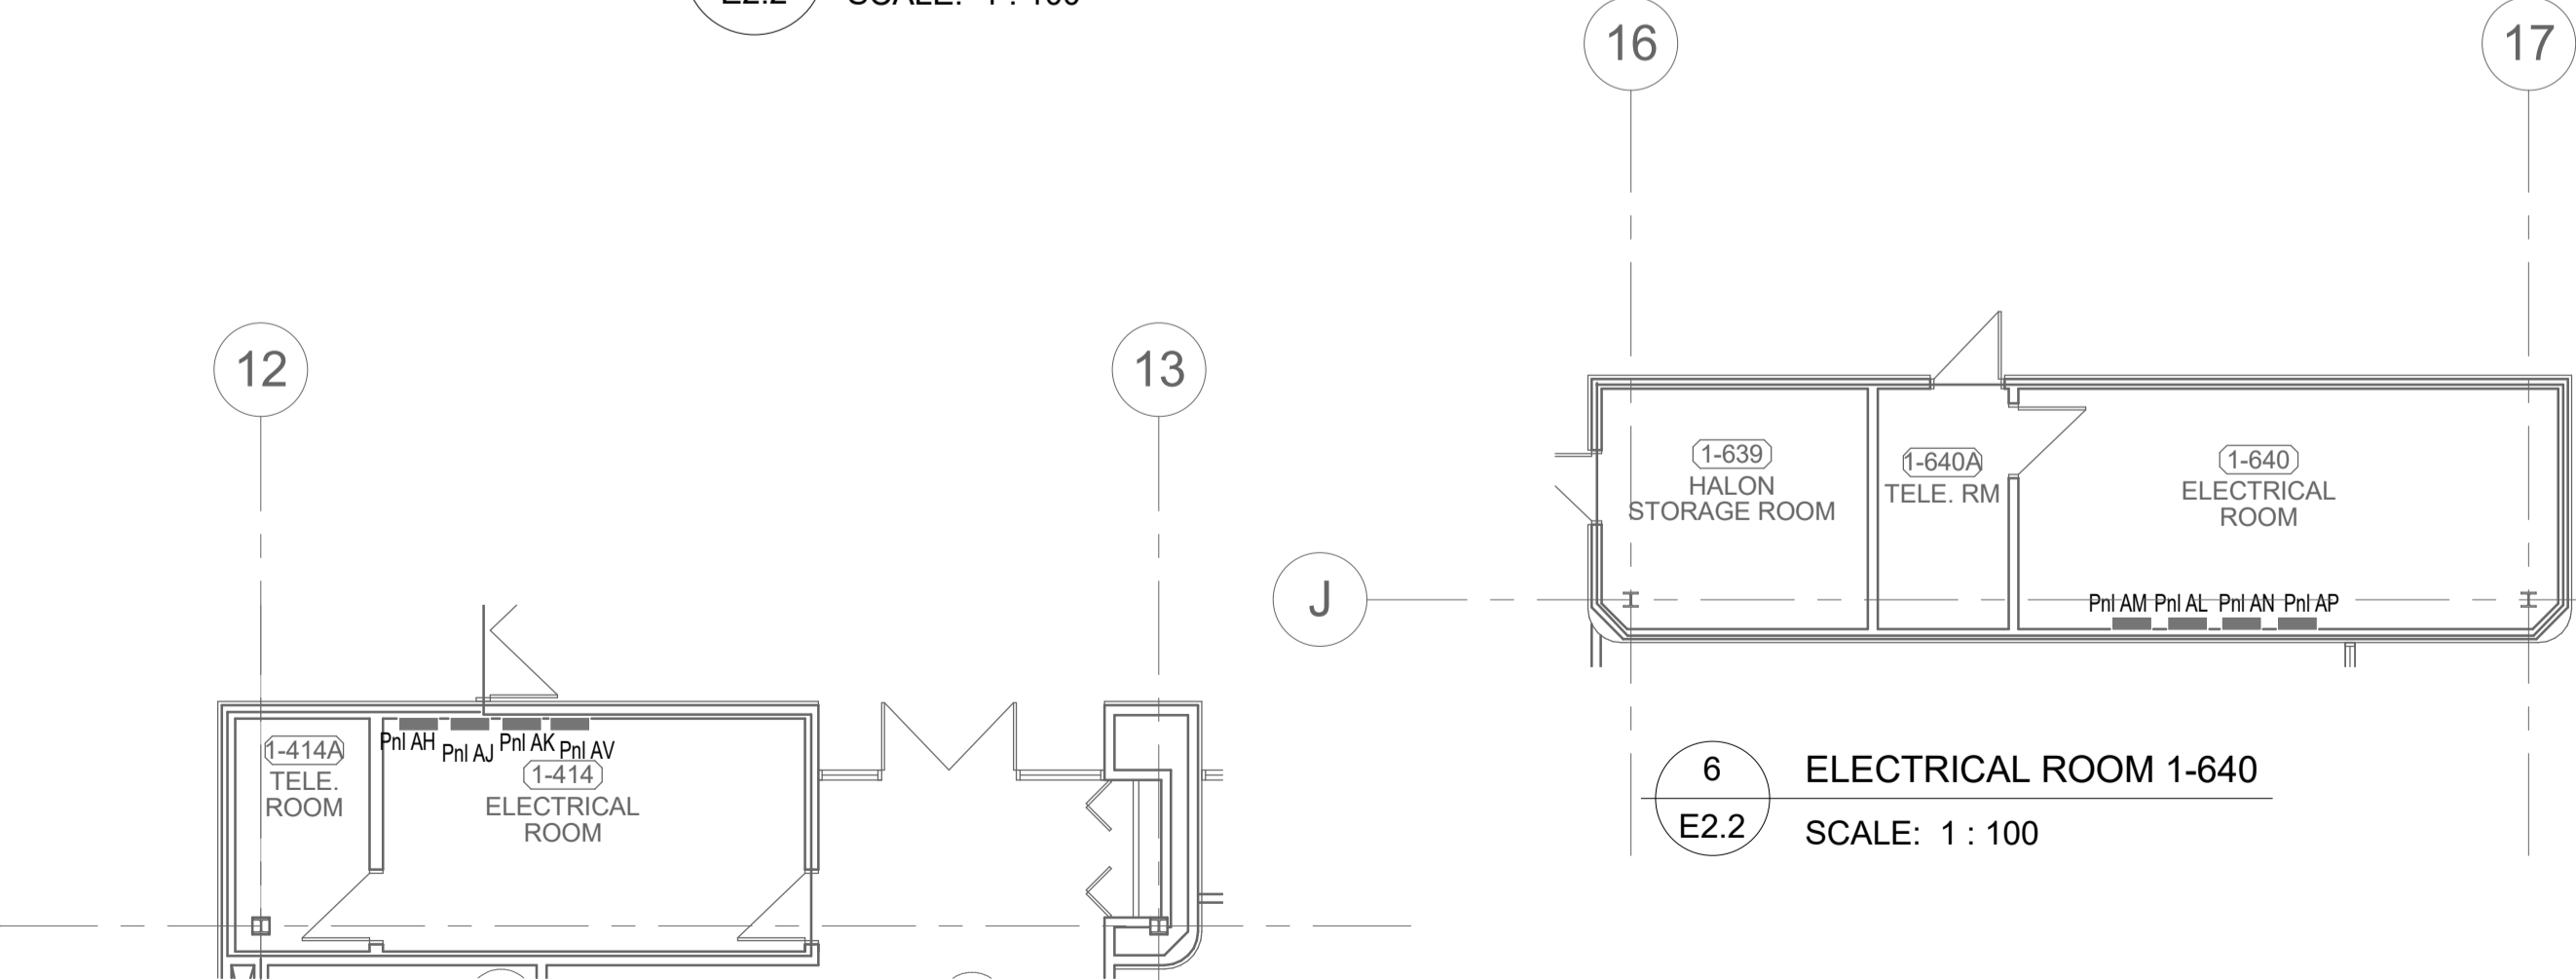 E2.2
SCALE: 1 : 100
16
17
12
13
1-639
HALON
STORAGE ROOM
1-640A
TELE. RM
1-640
ELECTRICAL
ROOM
J
Pnl AM Pnl AL Pnl AN Pnl AP
Pnl AH
Pnl AJ
Pnl AK
Pnl AV
1-414A
TELE.
ROOM
1-414
ELECTRICAL
ROOM
6
E2.2
ELECTRICAL ROOM 1-640
SCALE: 1 : 100